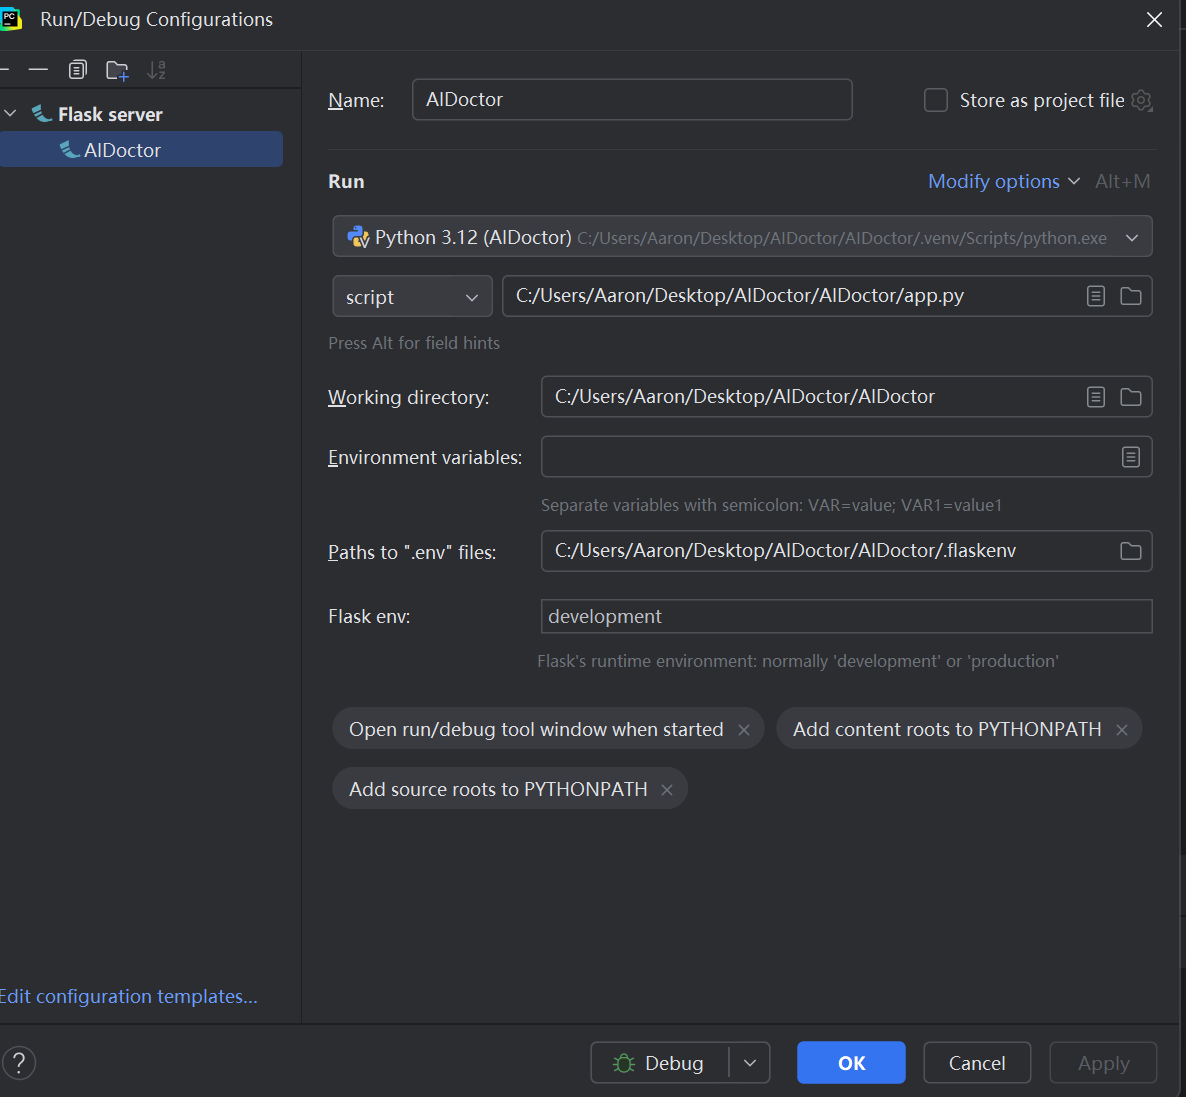 PC
Run/Debug Configurations
Flask server
AIDoctor
Name:
AIDoctor
Store as project file
Run
Modify options
Alt+M
Python 3.12 (AIDoctor) C:/Users/Aaron/Desktop/AIDoctor/AIDoctor/.venv/Scripts/python.exe
script
C:/Users/Aaron/Desktop/AIDoctor/AIDoctor/app.py
Press Alt for field hints
Working directory:
C:/Users/Aaron/Desktop/AIDoctor/AIDoctor
Environment variables:
Separate variables with semicolon: VAR=value; VAR1=value1
Paths to ".env" files:
C:/Users/Aaron/Desktop/AIDoctor/AIDoctor/.flaskenv
Flask env:
development
Flask's runtime environment: normally 'development' or 'production'
Open run/debug tool window when started
Add content roots to PYTHONPATH
Add source roots to PYTHONPATH
Edit configuration templates...
?
Debug
OK
Cancel
Apply